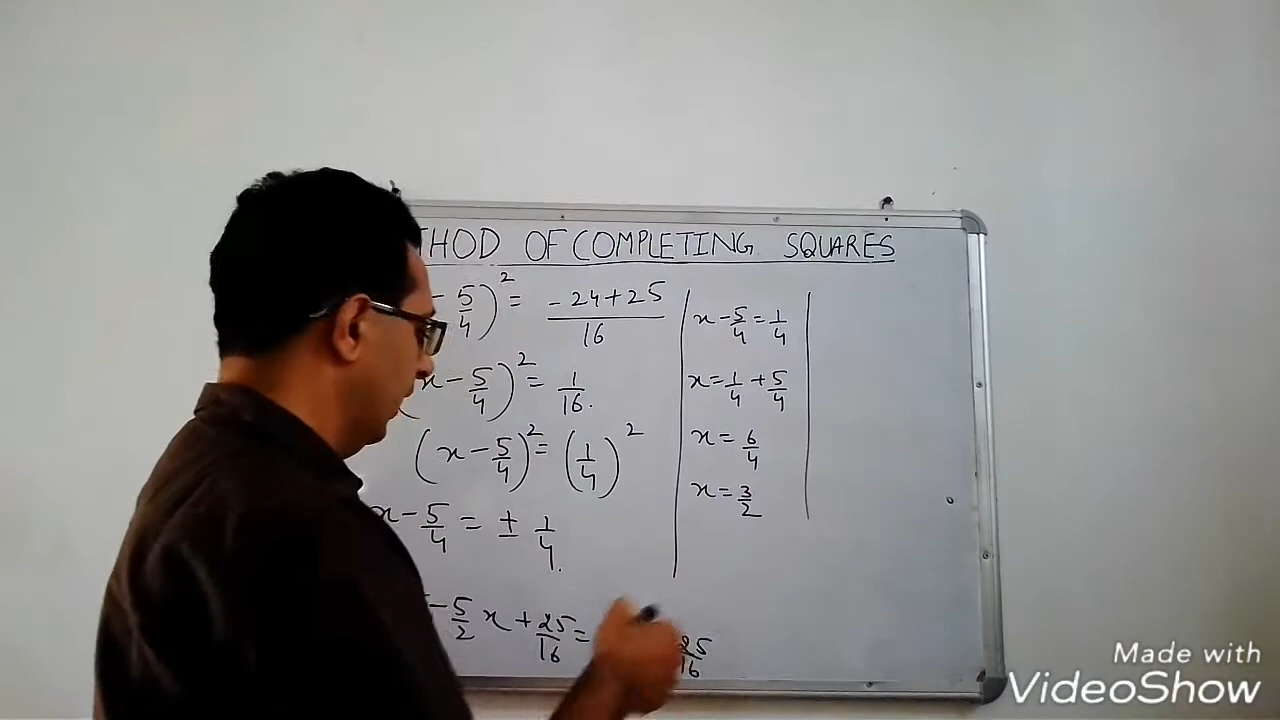 THOD OF COMPLETING SQUARES
- 5/4)² = -24+25/16
(x - 5/4)² = 1/16.
(x - 5/4)² = (1/4)²
x - 5/4 = ± 1/4.
- 5/2 x + 25/16 =
25/16
x - 5/4 = 1/4
x = 1/4 + 5/4
x = 6/4
x = 3/2
Made with
VideoShow